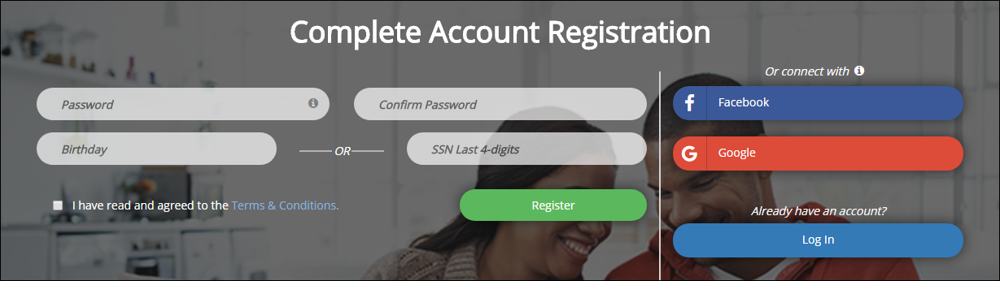 Complete Account Registration
Password
Confirm Password
Birthday
OR
SSN Last 4-digits
I have read and agreed to the Terms & Conditions.
Register
Or connect with
Facebook
Google
Already have an account?
Log In